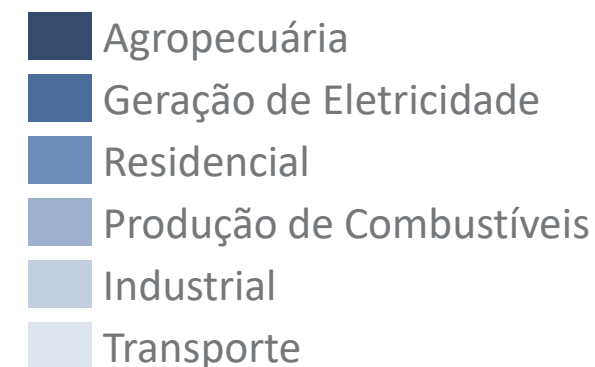 Agropecuária
Geração de Eletricidade
Residencial
Produção de Combustíveis
Industrial
Transporte